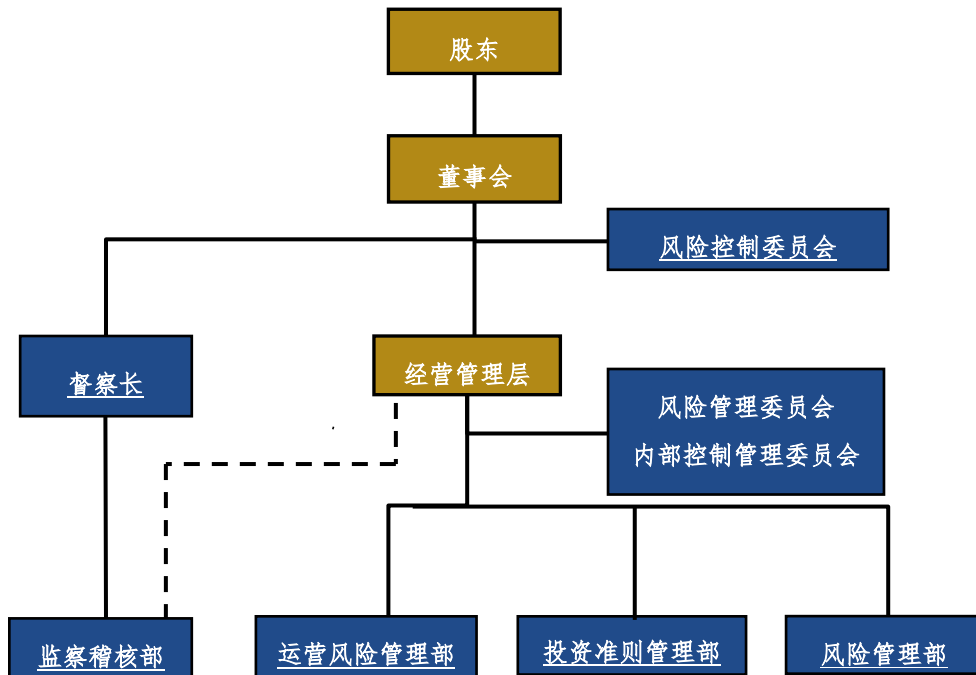 股东
董事会
风险控制委员会
督察长
经营管理层
风险管理委员会
内部控制管理委员会
监察稽核部
运营风险管理部
投资准则管理部
风险管理部